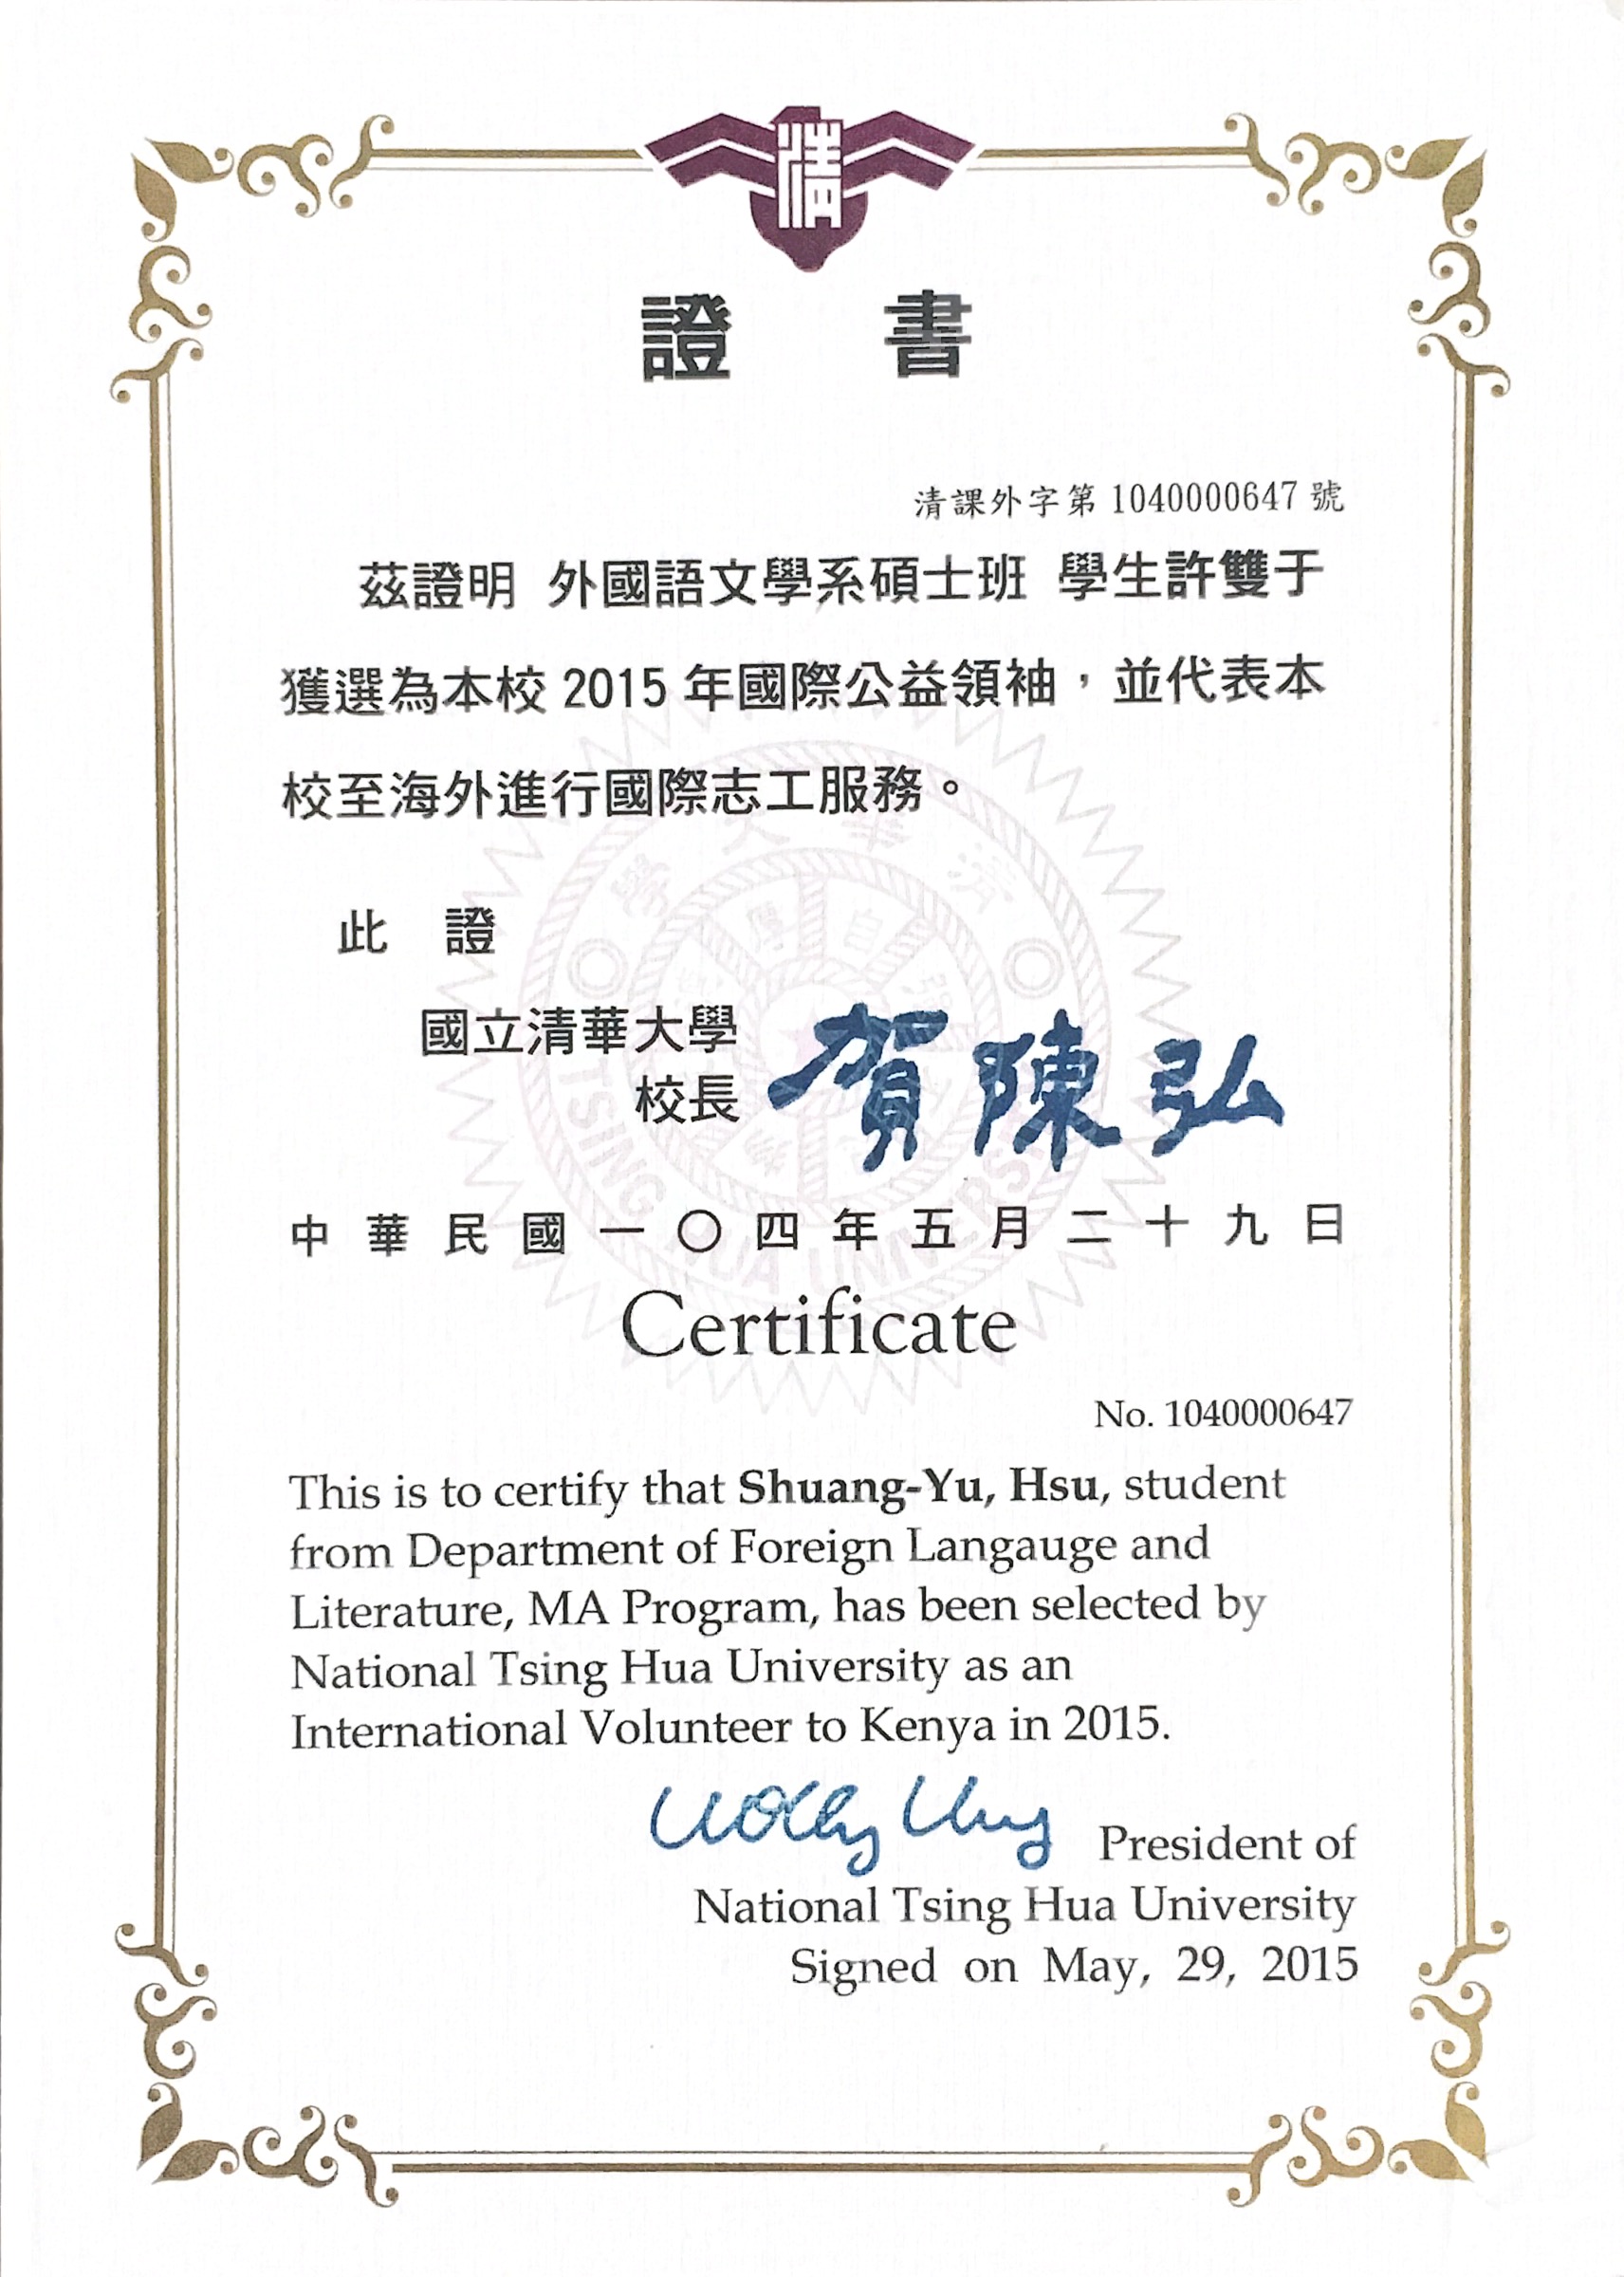 清
證 書
清課外字第 1040000647 號
茲證明 外國語文學系碩士班 學生許雙于
獲選為本校 2015 年國際公益領袖，並代表本
校至海外進行國際志工服務。
此 證
國立清華大學
校長 賀陳弘
中華民國一〇四年五月二十九日
Certificate
No. 1040000647
This is to certify that Shuang-Yu, Hsu, student
from Department of Foreign Langauge and
Literature, MA Program, has been selected by
National Tsing Hua University as an
International Volunteer to Kenya in 2015.
President of
National Tsing Hua University
Signed on May, 29, 2015